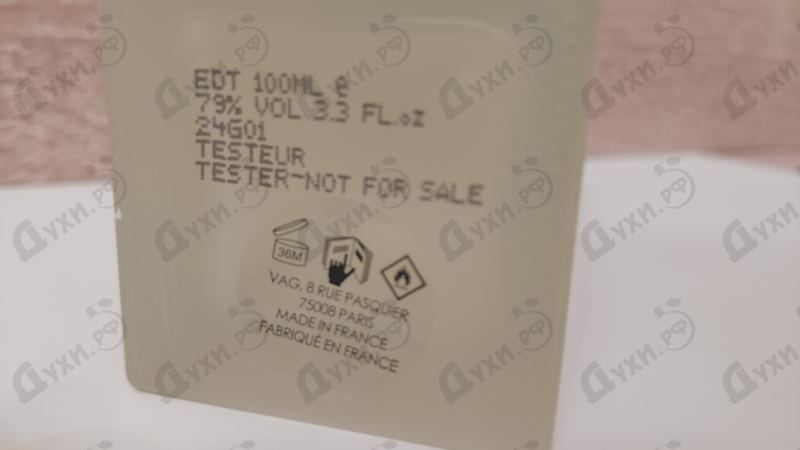 EDT 100ML e
79% VOL 3.3 FL.oZ
24G01
TESTEUR
TESTER-NOT FOR SALE
36M
VAG, 8 RUE PASQUIER
75008 PARIS
MADE IN FRANCE
FABRIQUÉ EN FRANCE
Духи.рф